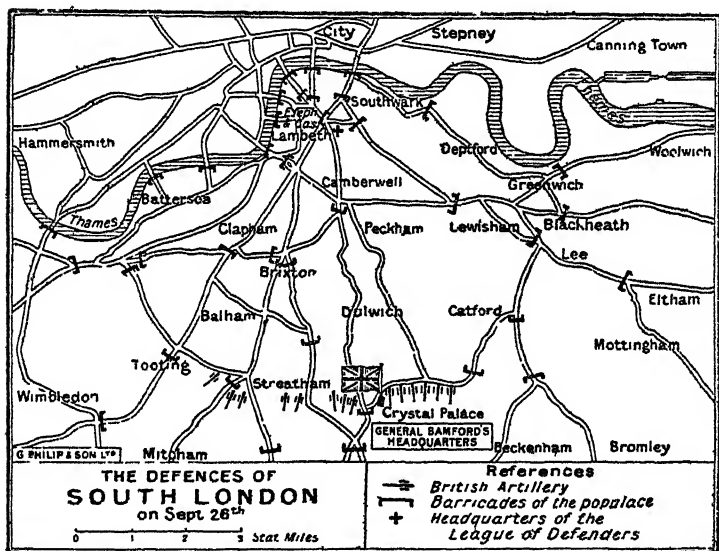 City
Stepney
Canning Town
Southwark
Lambeth
Thames
Hammersmith
Deptford
Woolwich
Battersea
Camberwell
Greenwich
Thames
Clapham
Peckham
Lewisham
Blackheath
Brixton
Lee
Eltham
Balham
Dulwich
Catford
Mottingham
Tooting
Streatham
Wimbledon
Crystal Palace
GENERAL BAMFORD'S
HEADQUARTERS
G. PHILIP & SON LTD
Mitcham
Beckenham
Bromley
THE DEFENCES OF
SOUTH LONDON
on Sept 26th
0 1 2 3 Stat Miles
References
British Artillery
Barricades of the populace
Headquarters of the
League of Defenders